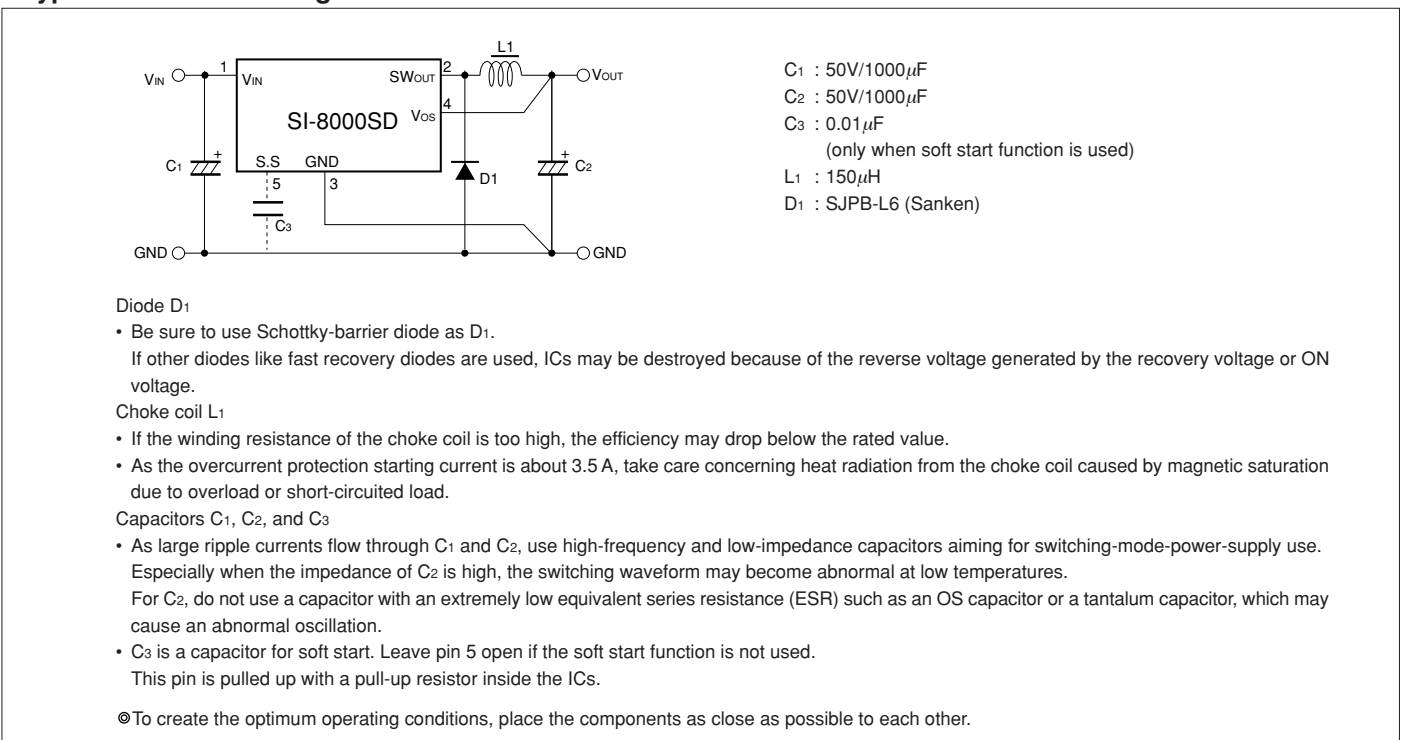 L1
VIN 1 VIN SWOUT 2 VOUT
VOS 4
SI-8000SD
C1 + S.S GND + C2
5 3 D1
C3
GND GND
C1 : 50V/1000μF
C2 : 50V/1000μF
C3 : 0.01μF
(only when soft start function is used)
L1 : 150μH
D1 : SJPB-L6 (Sanken)
Diode D1
• Be sure to use Schottky-barrier diode as D1.
If other diodes like fast recovery diodes are used, ICs may be destroyed because of the reverse voltage generated by the recovery voltage or ON
voltage.
Choke coil L1
• If the winding resistance of the choke coil is too high, the efficiency may drop below the rated value.
• As the overcurrent protection starting current is about 3.5 A, take care concerning heat radiation from the choke coil caused by magnetic saturation
due to overload or short-circuited load.
Capacitors C1, C2, and C3
• As large ripple currents flow through C1 and C2, use high-frequency and low-impedance capacitors aiming for switching-mode-power-supply use.
Especially when the impedance of C2 is high, the switching waveform may become abnormal at low temperatures.
For C2, do not use a capacitor with an extremely low equivalent series resistance (ESR) such as an OS capacitor or a tantalum capacitor, which may
cause an abnormal oscillation.
• C3 is a capacitor for soft start. Leave pin 5 open if the soft start function is not used.
This pin is pulled up with a pull-up resistor inside the ICs.
◎To create the optimum operating conditions, place the components as close as possible to each other.